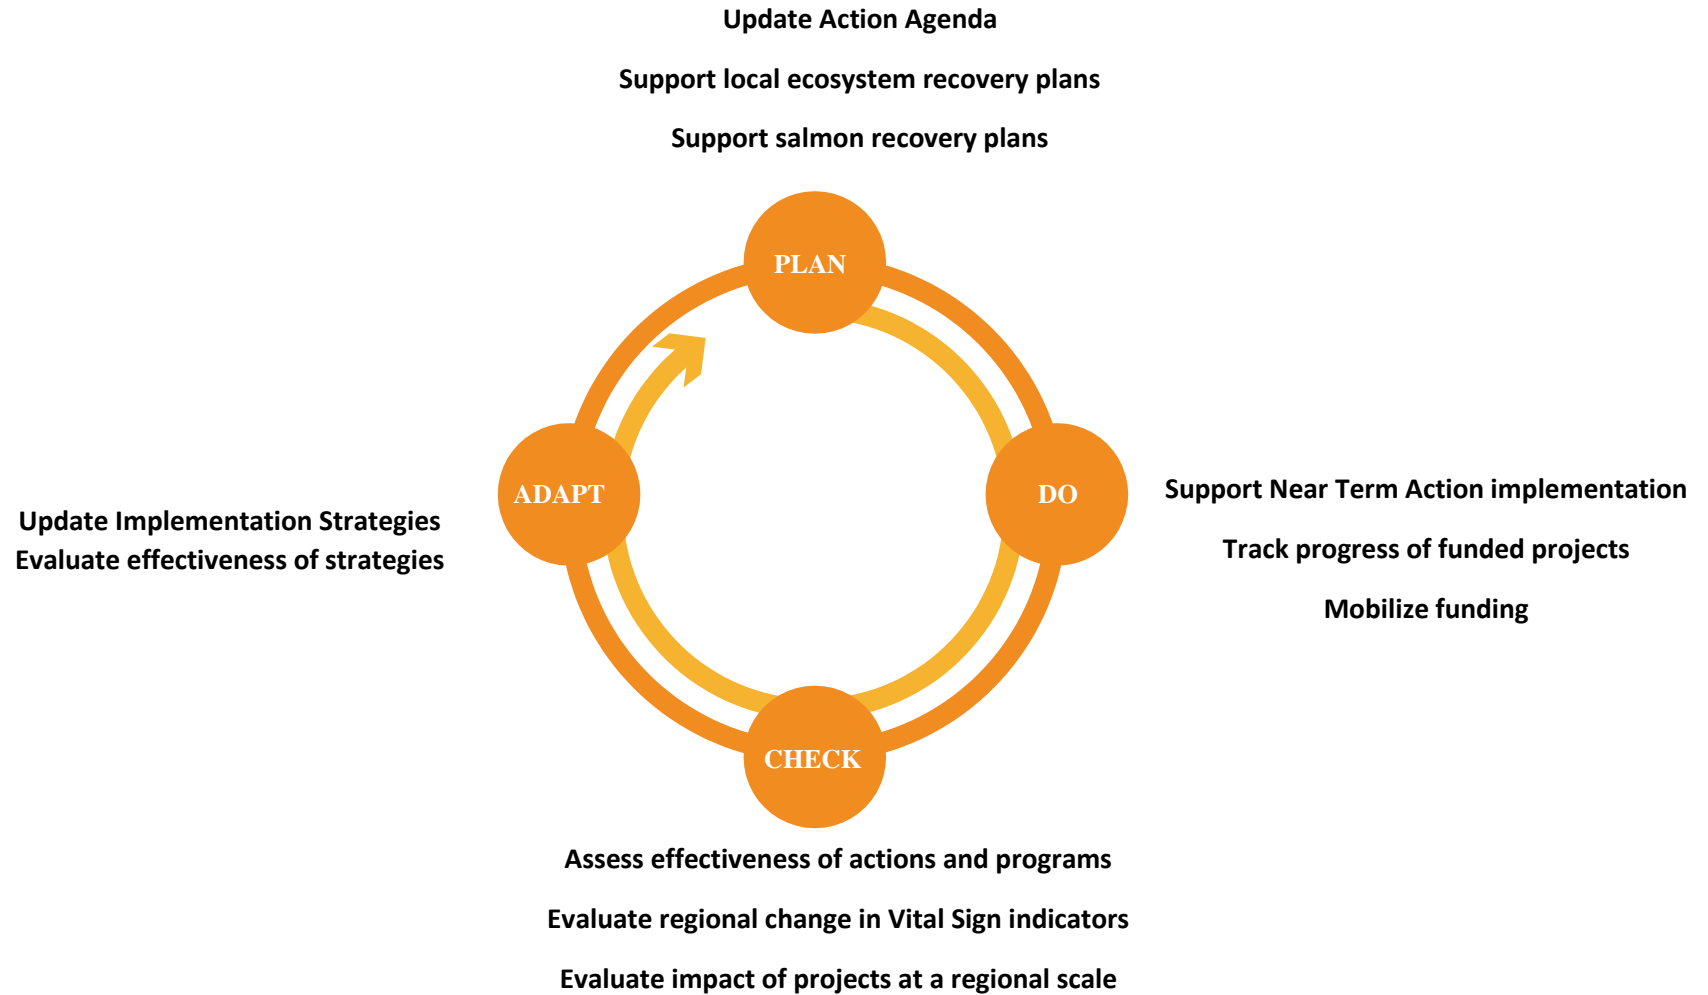 Update Action Agenda
Support local ecosystem recovery plans
Support salmon recovery plans
PLAN
ADAPT
DO
Update Implementation Strategies
Evaluate effectiveness of strategies
Support Near Term Action implementation
Track progress of funded projects
Mobilize funding
CHECK
Assess effectiveness of actions and programs
Evaluate regional change in Vital Sign indicators
Evaluate impact of projects at a regional scale